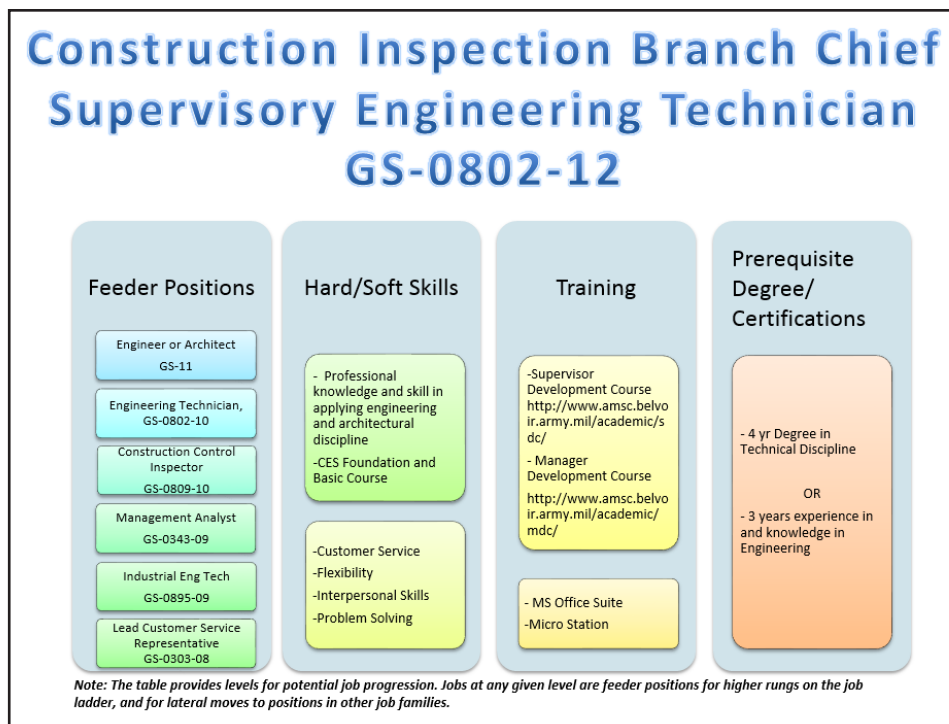 Construction Inspection Branch Chief
Supervisory Engineering Technician
GS-0802-12
Feeder Positions
Engineer or Architect
GS-11
Engineering Technician,
GS-0802-10
Construction Control
Inspector
GS-0809-10
Management Analyst
GS-0343-09
Industrial Eng Tech
GS-0895-09
Lead Customer Service
Representative
GS-0303-08
Hard/Soft Skills
- Professional
knowledge and skill in
applying engineering
and architectural
discipline
-CES Foundation and
Basic Course
-Customer Service
-Flexibility
-Interpersonal Skills
-Problem Solving
Training
-Supervisor
Development Course
http://www.amsc.belvo
ir.army.mil/academic/s
dc/
- Manager
Development Course
http://www.amsc.belvo
ir.army.mil/academic/
mdc/
- MS Office Suite
-Micro Station
Prerequisite
Degree/
Certifications
- 4 yr Degree in
Technical Discipline
OR
- 3 years experience in
and knowledge in
Engineering
Note: The table provides levels for potential job progression. Jobs at any given level are feeder positions for higher rungs on the job
ladder, and for lateral moves to positions in other job families.